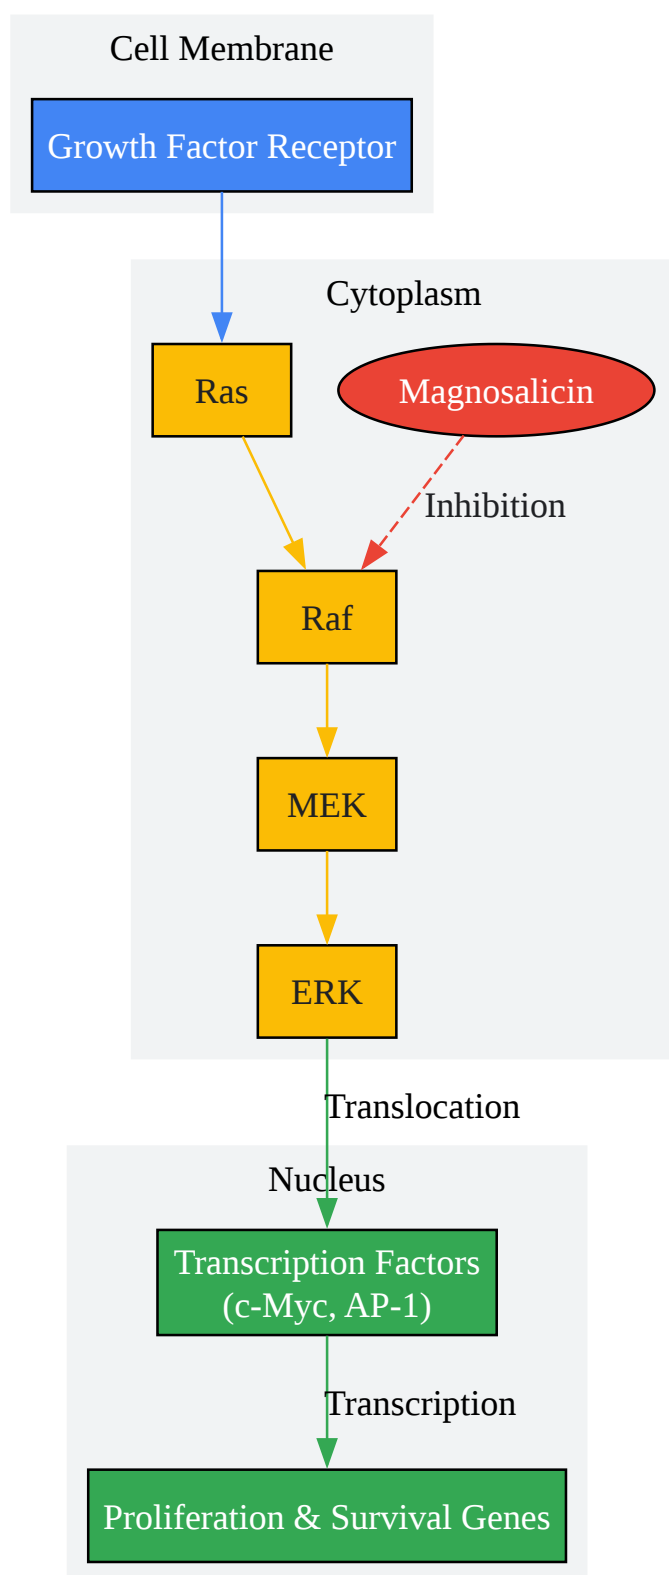 Cell Membrane
Growth Factor Receptor
Cytoplasm
Ras
Magnosalicin
Inhibition
Raf
MEK
ERK
Translocation
Nucleus
Transcription Factors
(c-Myc, AP-1)
Transcription
Proliferation & Survival Genes